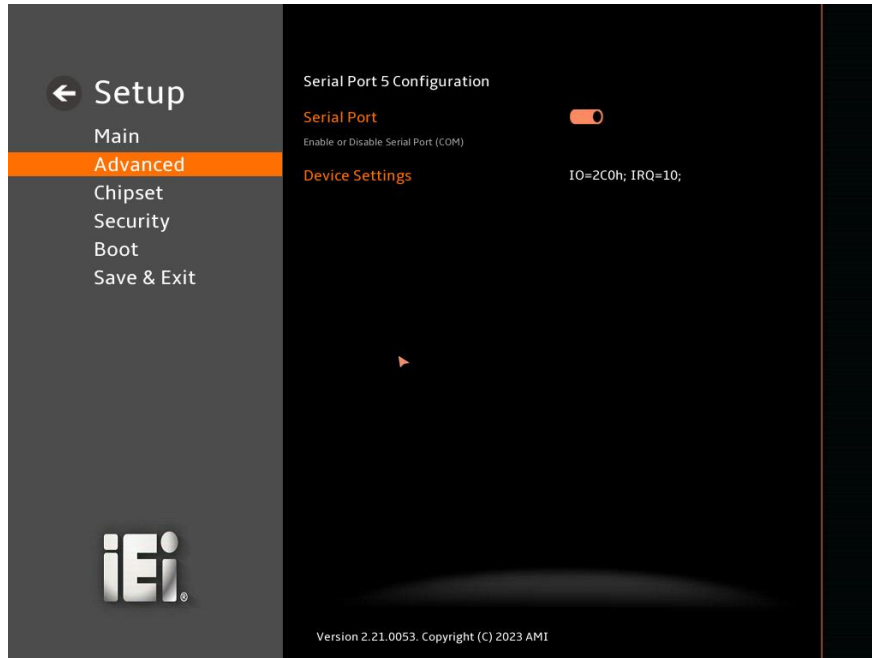 Setup
Main
Advanced
Chipset
Security
Boot
Save & Exit
iEi®
Serial Port 5 Configuration
Serial Port
Enable or Disable Serial Port (COM)
Device Settings IO=2C0h; IRQ=10;
Version 2.21.0053. Copyright (C) 2023 AMI